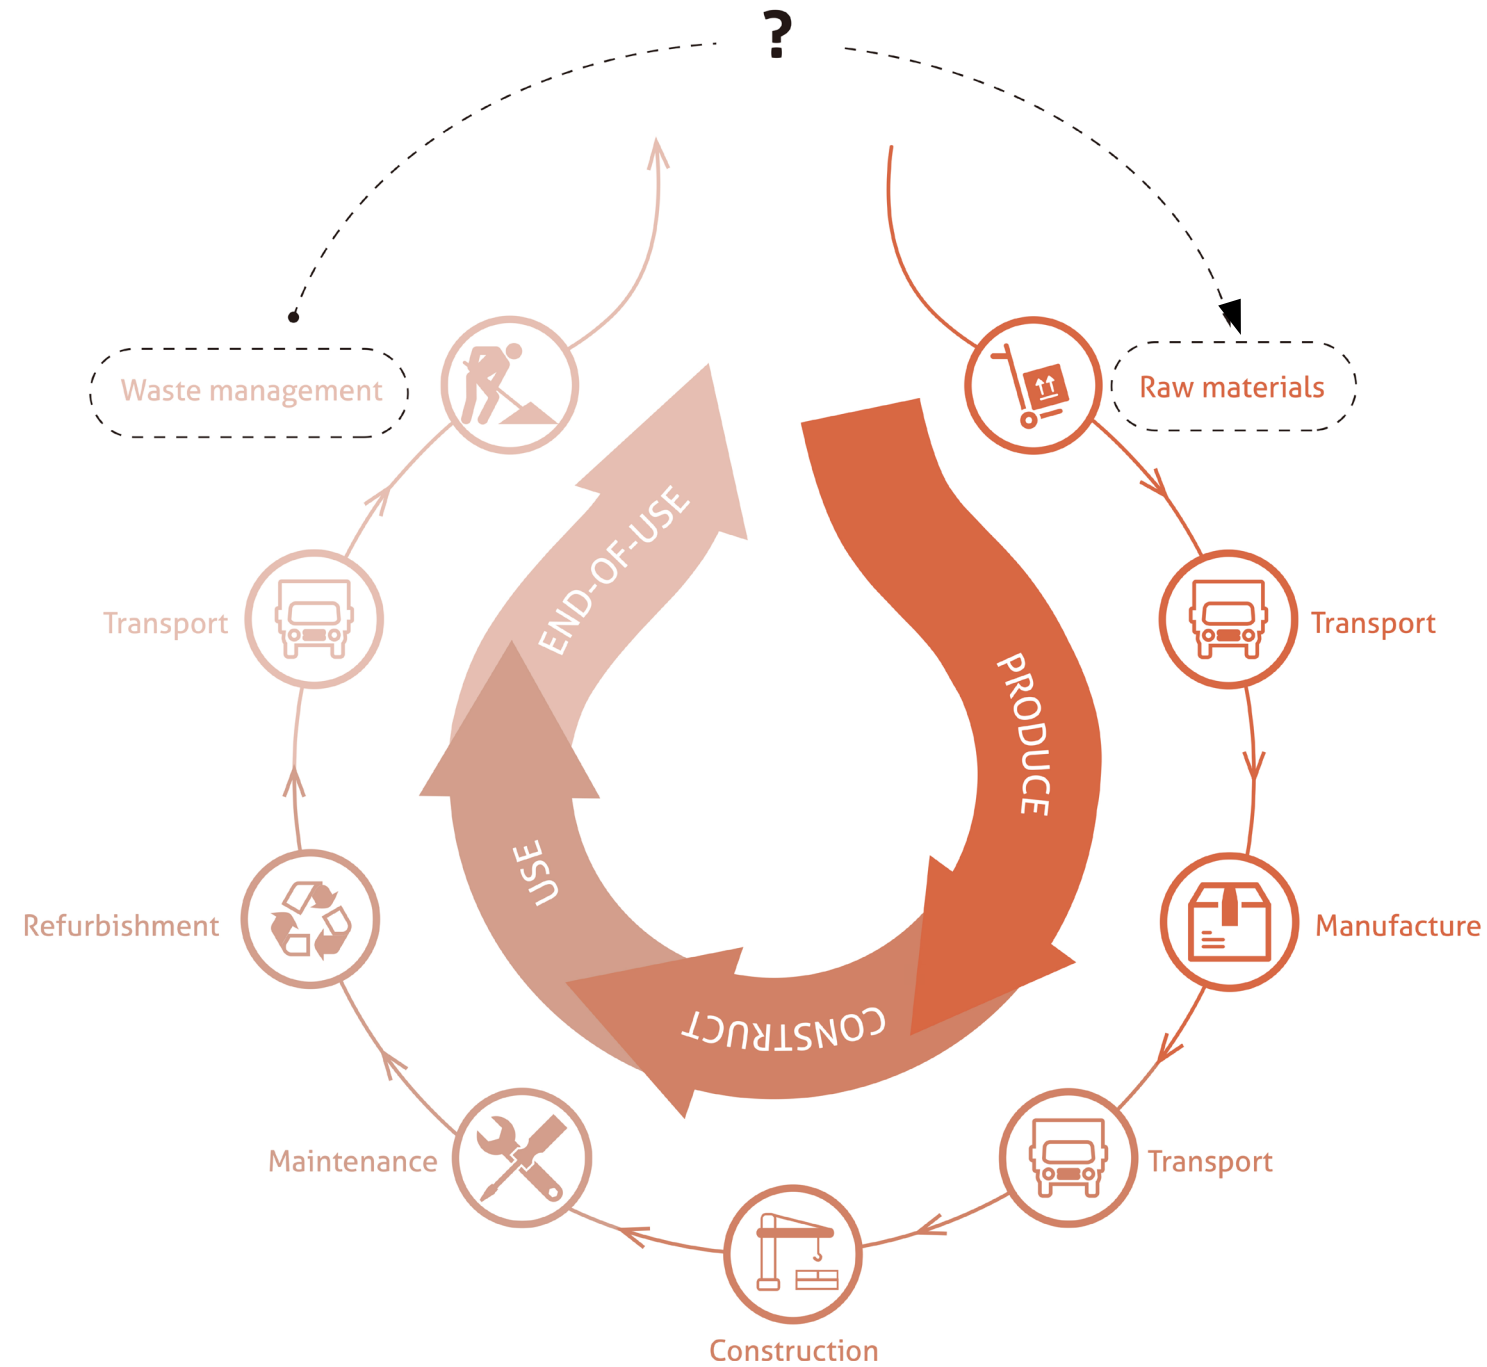 ?
Waste management
Raw materials
END-OF-USE
Transport
Transport
PRODUCE
USE
Refurbishment
Manufacture
CONSTRUCT
Maintenance
Transport
Construction